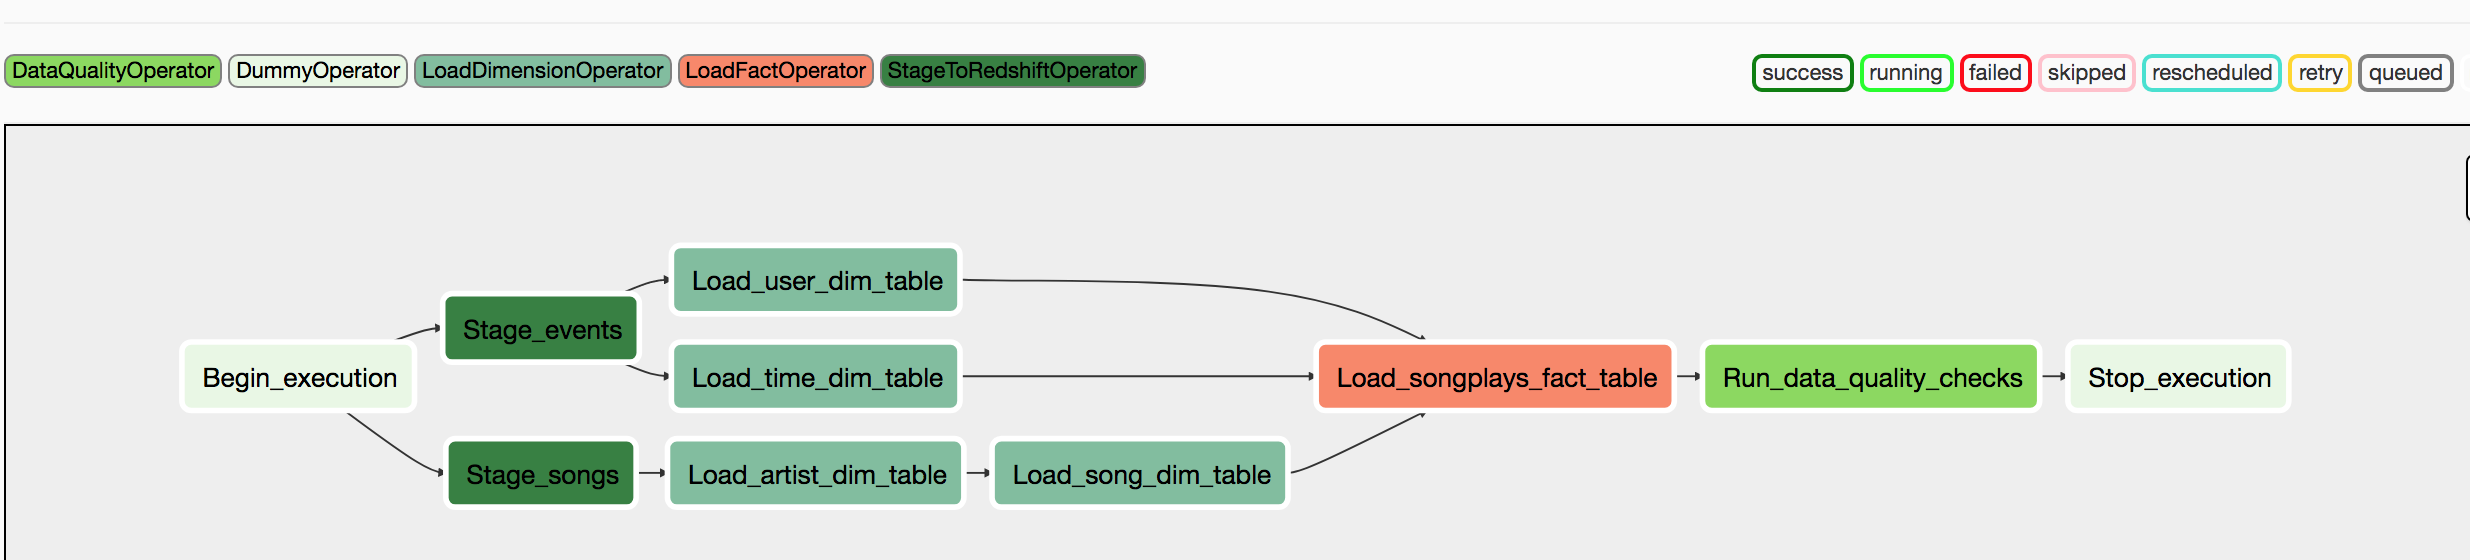 DataQualityOperator DummyOperator LoadDimensionOperator LoadFactOperator StageToRedshiftOperator success running failed skipped rescheduled retry queued
Load_user_dim_table
Stage_events
Begin_execution Load_time_dim_table Load_songplays_fact_table Run_data_quality_checks Stop_execution
Stage_songs Load_artist_dim_table Load_song_dim_table